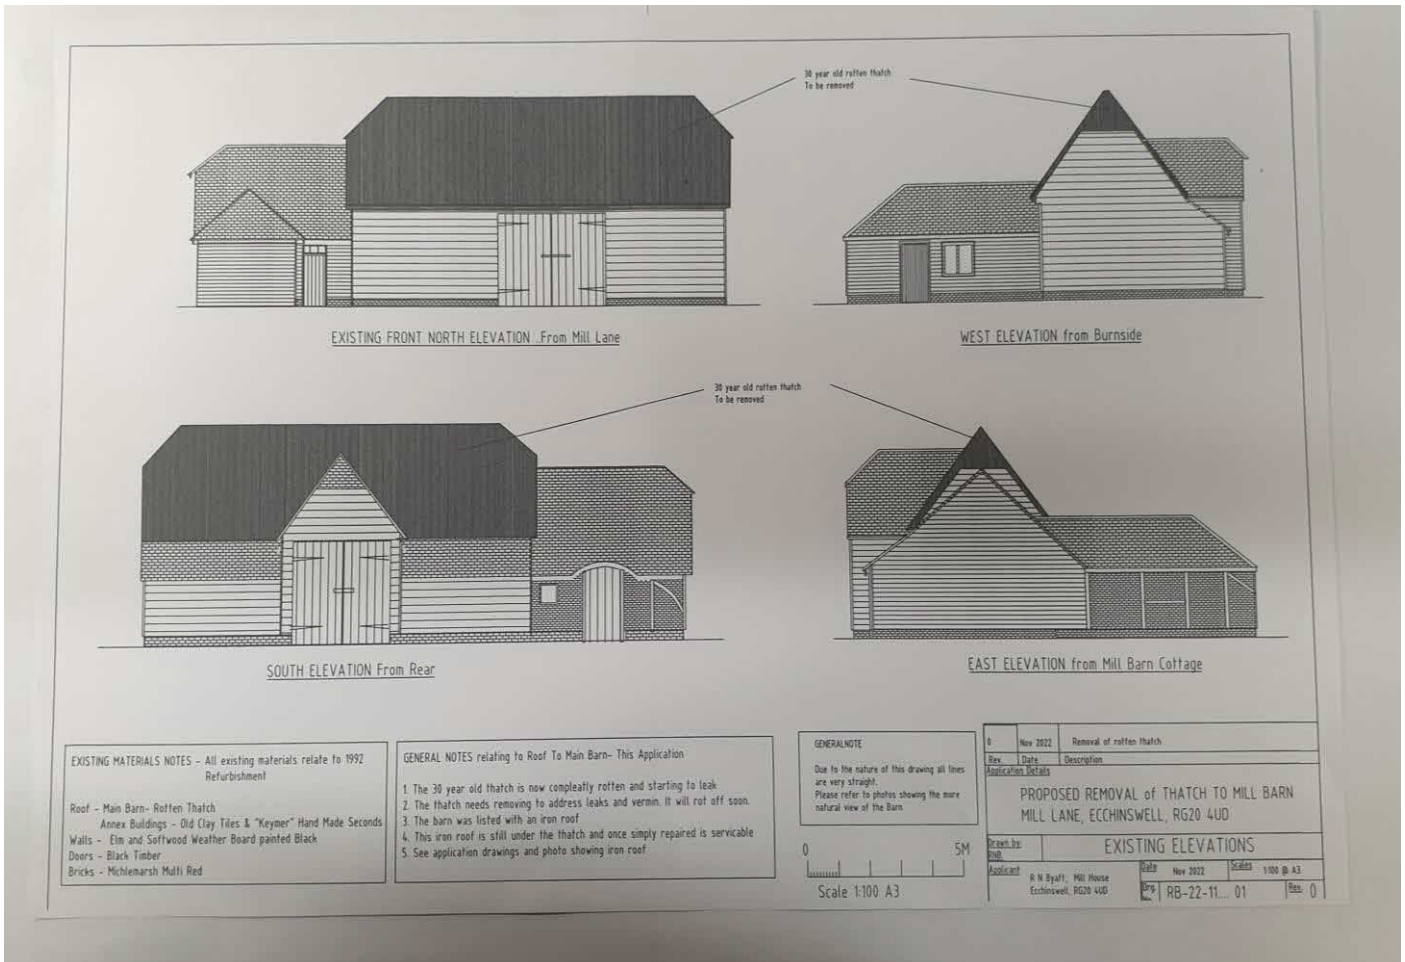 30 year old rotten thatch
To be removed
EXISTING FRONT NORTH ELEVATION ..From Mill Lane
WEST ELEVATION from Burnside
30 year old rotten thatch
To be removed
SOUTH ELEVATION From Rear
EAST ELEVATION from Mill Barn Cottage
EXISTING MATERIALS NOTES - All existing materials relate to 1992
Refurbishment
Roof - Main Barn- Rotten Thatch
Annex Buildings - Old Clay Tiles & "Keymer" Hand Made Seconds
Walls - Elm and Softwood Weather Board painted Black
Doors - Black Timber
Bricks - Michlemarsh Multi Red
GENERAL NOTES relating to Roof To Main Barn- This Application
1. The 30 year old thatch is now compleatly rotten and starting to leak
2. The thatch needs removing to address leaks and vermin. It will rot off soon.
3. The barn was listed with an iron roof
4. This iron roof is still under the thatch and once simply repaired is servicable
5. See application drawings and photo showing iron roof
GENERALNOTE
Due to the nature of this drawing all lines
are very straight.
Please refer to photos showing the more
natural view of the Barn
0 5M
Scale 1:100 A3
0 Nov 2022 Removal of rotten thatch
Rev. Date Description
Application Details
PROPOSED REMOVAL of THATCH TO MILL BARN
MILL LANE, ECCHINSWELL, RG20 4UD
Drawn by:
RNB.
EXISTING ELEVATIONS
Applicant
R N Byatt, Mill House
Ecchinswell, RG20 4UD
Date Nov 2022 Scales 1:100 @ A3
Drg. No. RB-22-11.... 01 Rev. 0